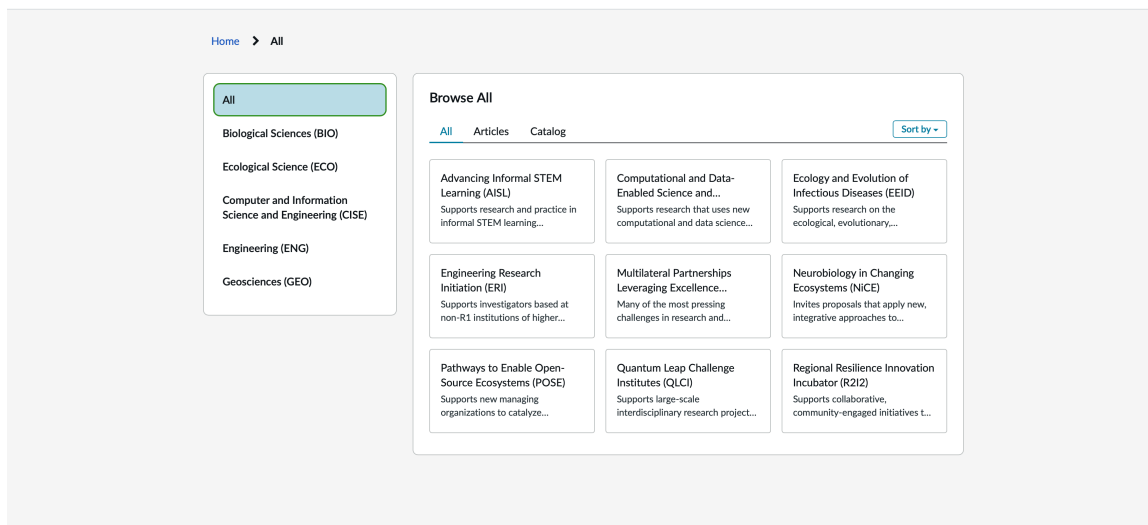 Home > All
All
Biological Sciences (BIO)
Ecological Science (ECO)
Computer and Information
Science and Engineering (CISE)
Engineering (ENG)
Geosciences (GEO)
Browse All
All Articles Catalog
Sort by
Advancing Informal STEM
Learning (AISL)
Supports research and practice in
informal STEM learning...
Computational and Data-
Enabled Science and...
Supports research that uses new
computational and data science...
Ecology and Evolution of
Infectious Diseases (EEID)
Supports research on the
ecological, evolutionary,...
Engineering Research
Initiation (ERI)
Supports investigators based at
non-R1 institutions of higher...
Multilateral Partnerships
Leveraging Excellence...
Many of the most pressing
challenges in research and...
Neurobiology in Changing
Ecosystems (NiCE)
Invites proposals that apply new,
integrative approaches to...
Pathways to Enable Open-
Source Ecosystems (POSE)
Supports new managing
organizations to catalyze...
Quantum Leap Challenge
Institutes (QLCI)
Supports large-scale
interdisciplinary research project...
Regional Resilience Innovation
Incubator (R2I2)
Supports collaborative,
community-engaged initiatives t...